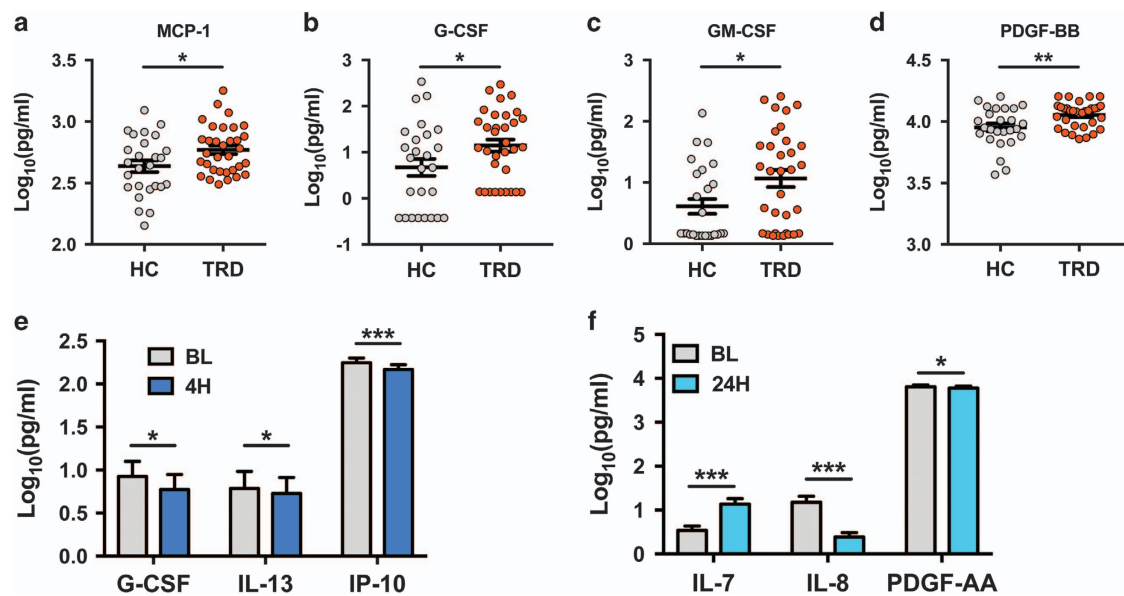 a
MCP-1
*
3.5
3.0
2.5
2.0
Log10(pg/ml)
HC TRD
b
G-CSF
*
3
2
1
0
-1
Log10(pg/ml)
HC TRD
c
GM-CSF
*
3
2
1
0
Log10(pg/ml)
HC TRD
d
PDGF-BB
**
4.5
4.0
3.5
3.0
Log10(pg/ml)
HC TRD
e
BL
4H
2.5
2.0
1.0
0.5
0.0
Log10(pg/ml)
*
*
***
G-CSF IL-13 IP-10
f
BL
24H
5
4
3
2
1
0
Log10(pg/ml)
***
***
*
IL-7 IL-8 PDGF-AA